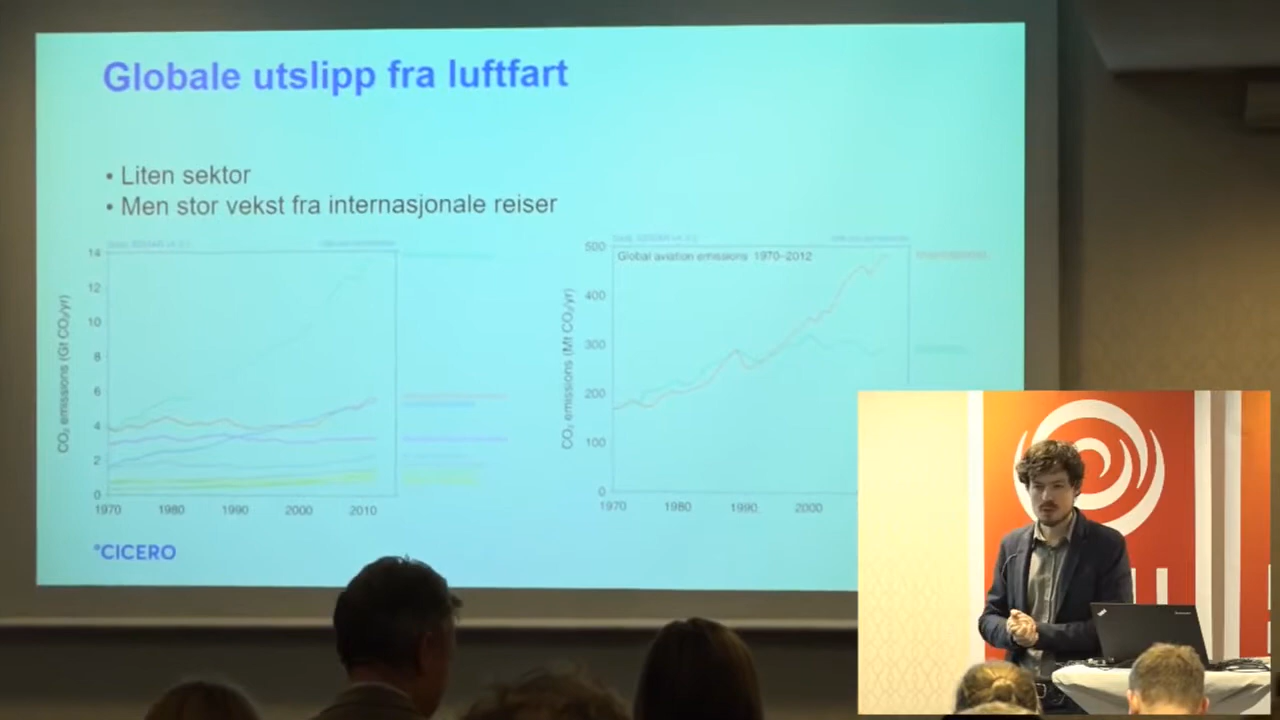 Globale utslipp fra luftfart
• Liten sektor
• Men stor vekst fra internasjonale reiser
14
12
10
8
6
4
2
0
CO₂ emissions (Gt CO₂/yr)
1970 1980 1990 2000 2010
500
400
300
200
100
0
CO₂ emissions (Mt CO₂/yr)
Global aviation emissions 1970–2012
1970 1980 1990 2000
°CICERO